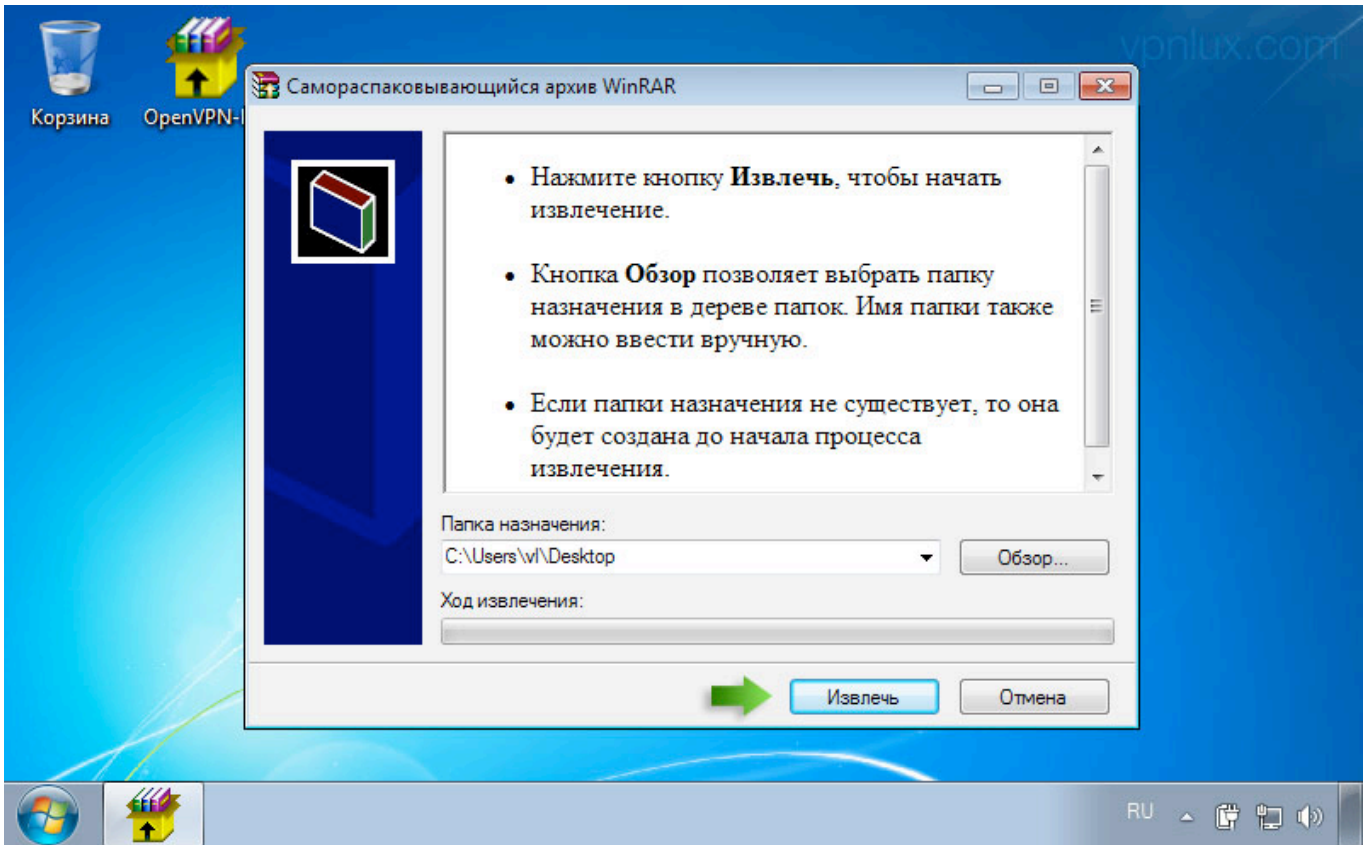 vpnlux.com
Корзина
OpenVPN-
Самораспаковывающийся архив WinRAR
• Нажмите кнопку Извлечь, чтобы начать
извлечение.
• Кнопка Обзор позволяет выбрать папку
назначения в дереве папок. Имя папки также
можно ввести вручную.
• Если папки назначения не существует, то она
будет создана до начала процесса
извлечения.
Папка назначения:
C:\Users\vl\Desktop
Обзор...
Ход извлечения:
Извлечь
Отмена
RU